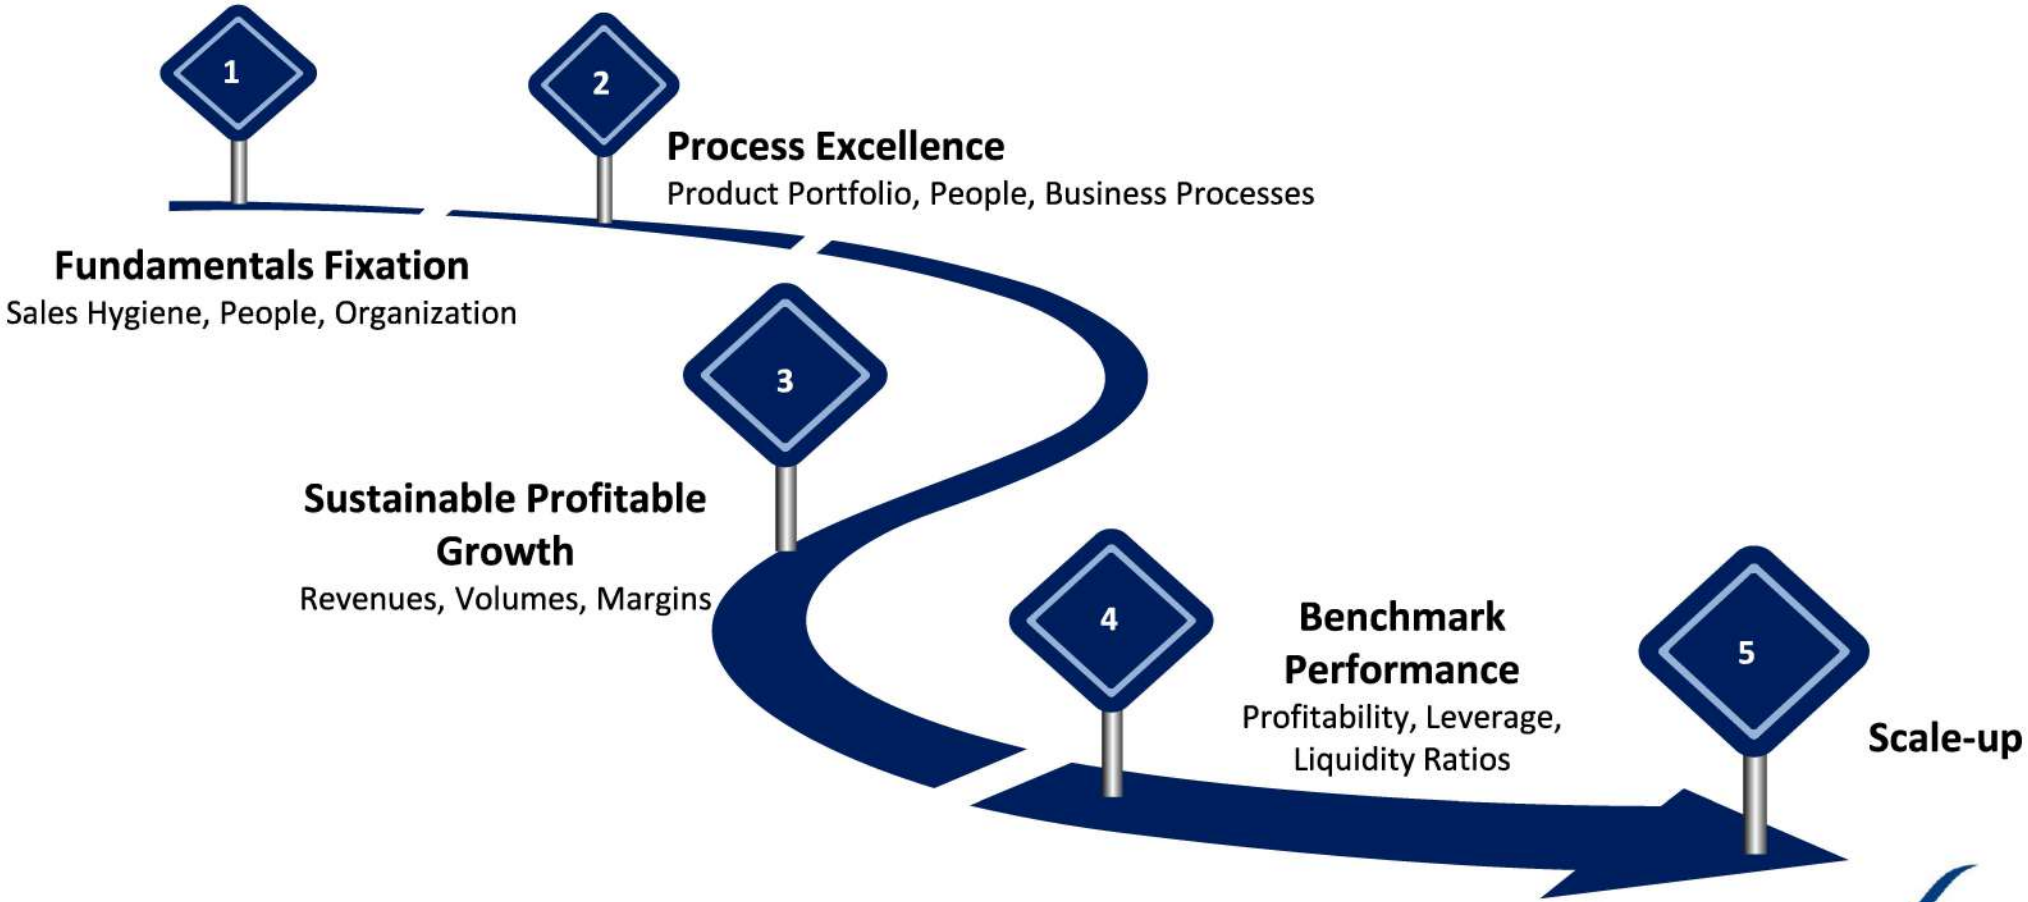 1
2
Process Excellence
Product Portfolio, People, Business Processes
Fundamentals Fixation
Sales Hygiene, People, Organization
3
Sustainable Profitable
Growth
Revenues, Volumes, Margins
4
Benchmark
Performance
Profitability, Leverage,
Liquidity Ratios
5
Scale-up